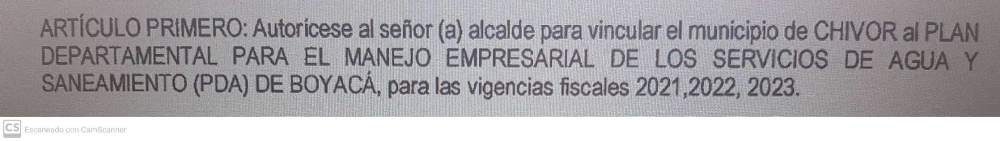 ARTÍCULO PRIMERO: Autorícese al señor (a) alcalde para vincular el municipio de CHIVOR al PLAN
DEPARTAMENTAL PARA EL MANEJO EMPRESARIAL DE LOS SERVICIOS DE AGUA Y
SANEAMIENTO (PDA) DE BOYACÁ, para las vigencias fiscales 2021,2022, 2023.
CS Escaneado con CamScanner